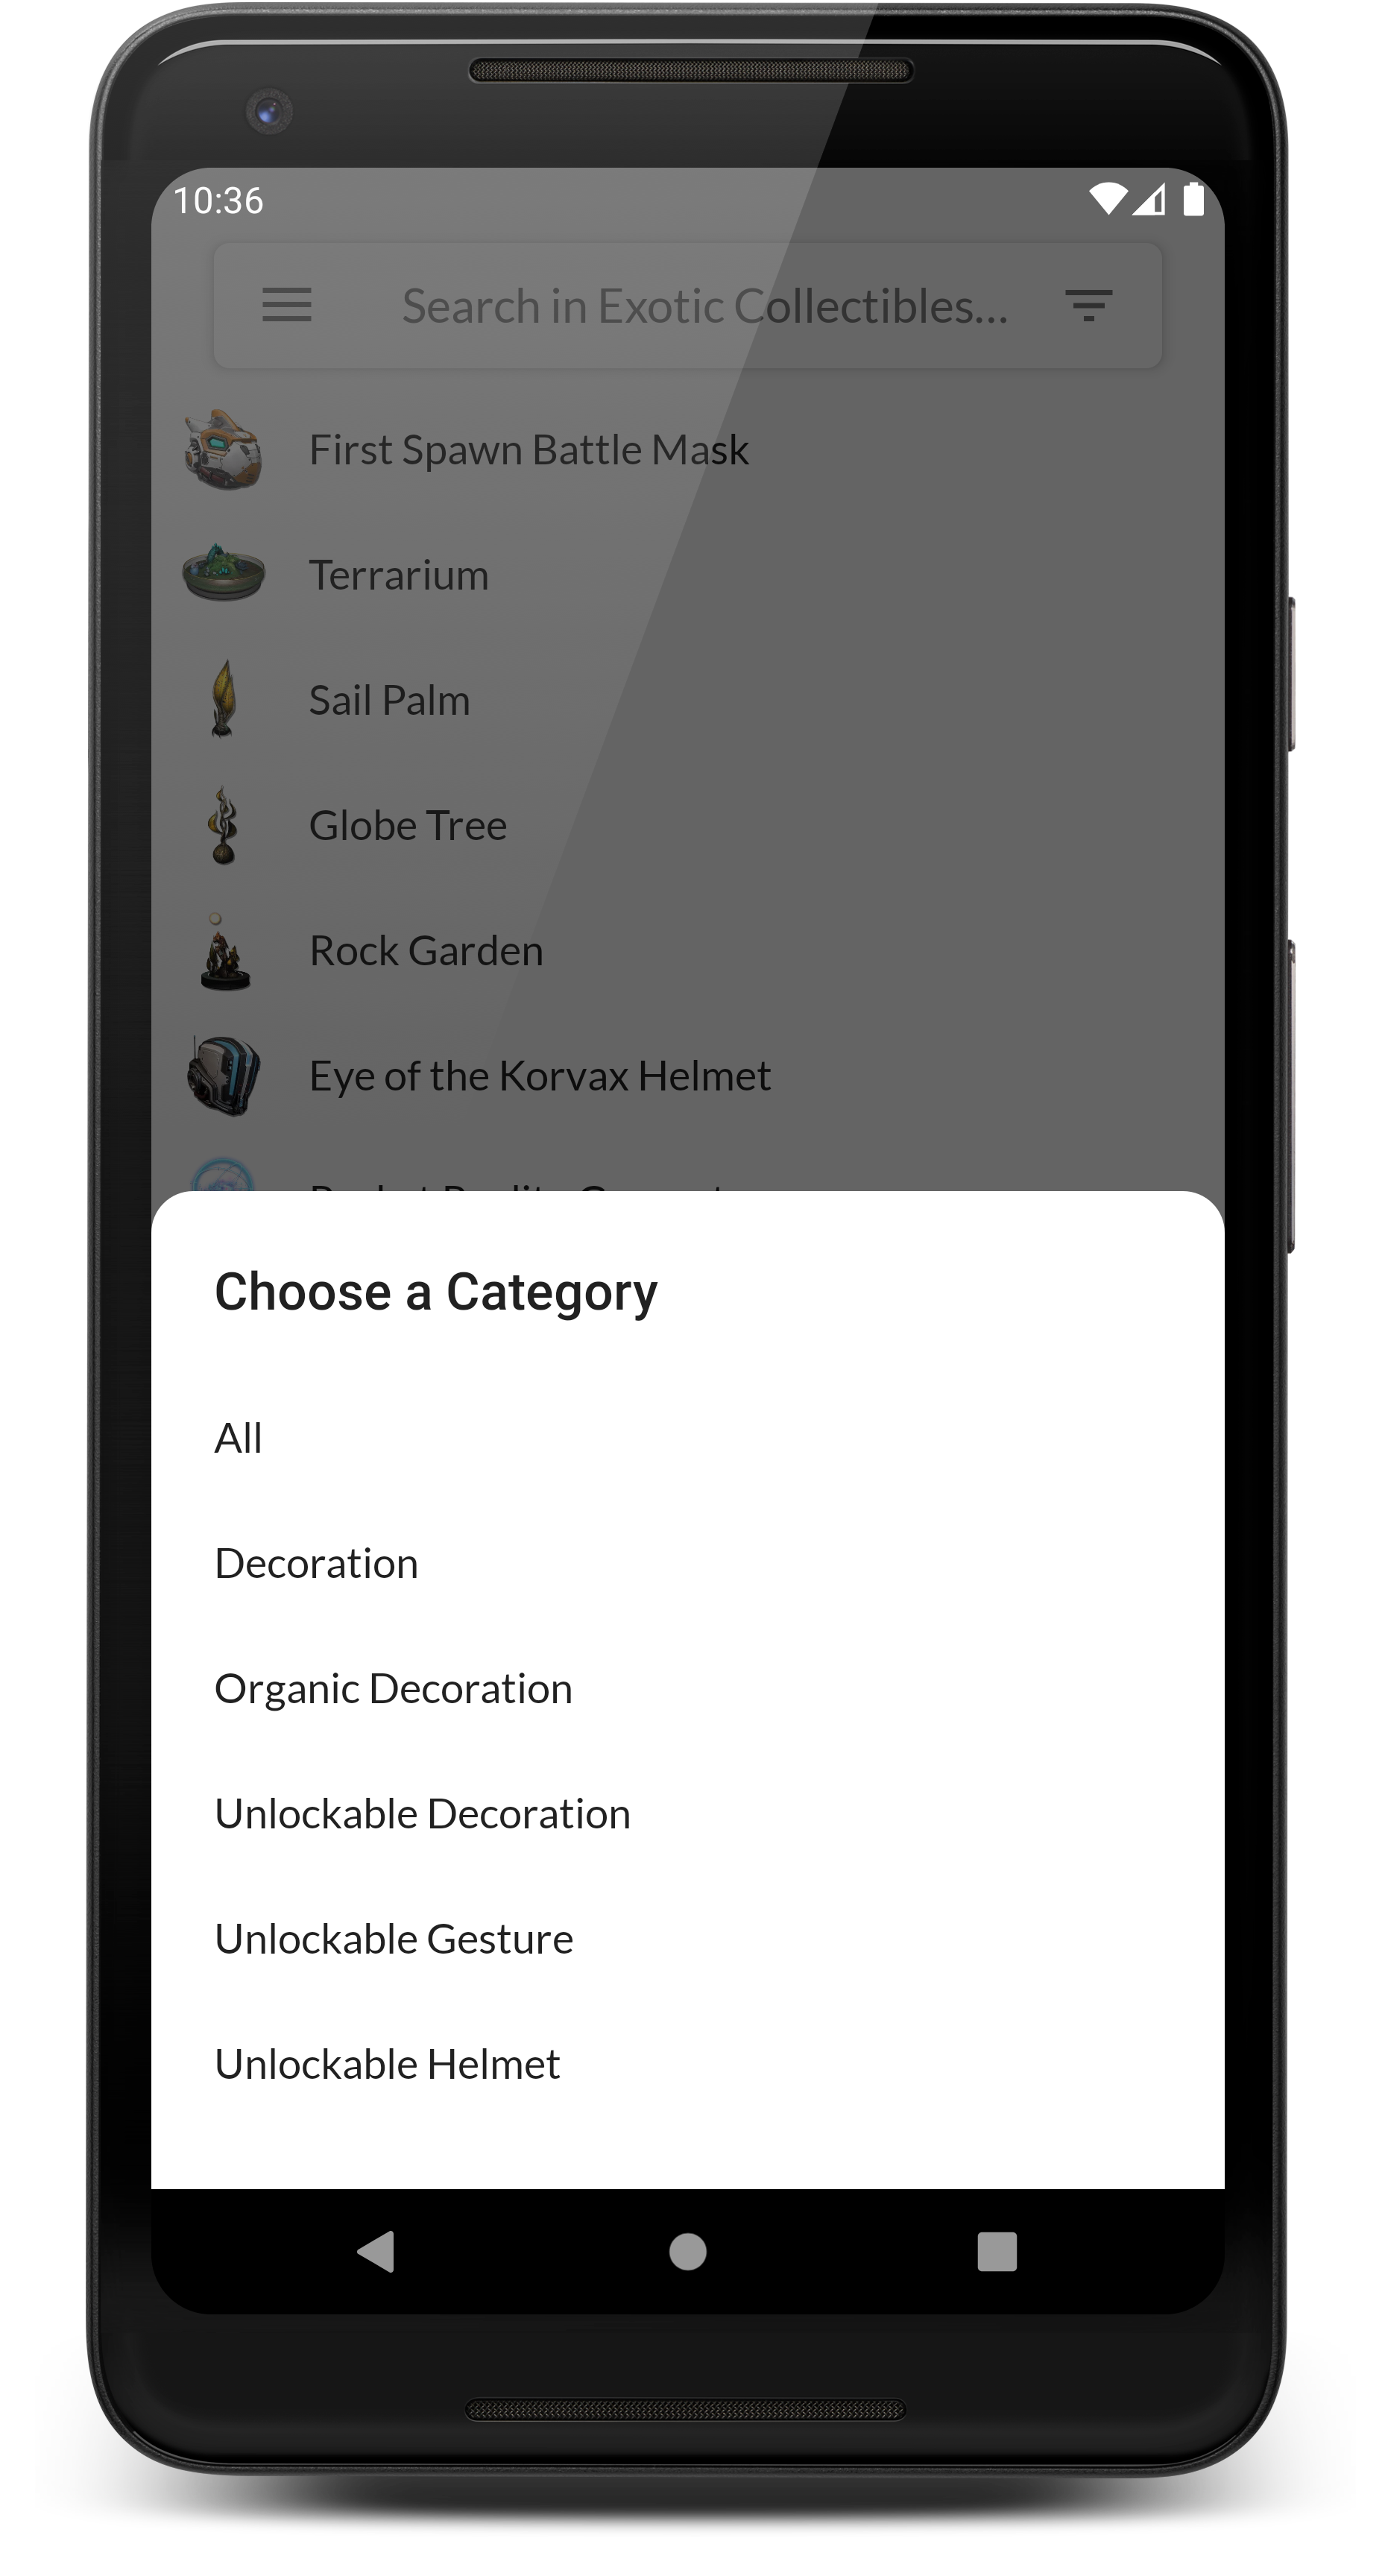 10:36
Search in Exotic Collectibles...
First Spawn Battle Mask
Terrarium
Sail Palm
Globe Tree
Rock Garden
Eye of the Korvax Helmet
Choose a Category
All
Decoration
Organic Decoration
Unlockable Decoration
Unlockable Gesture
Unlockable Helmet